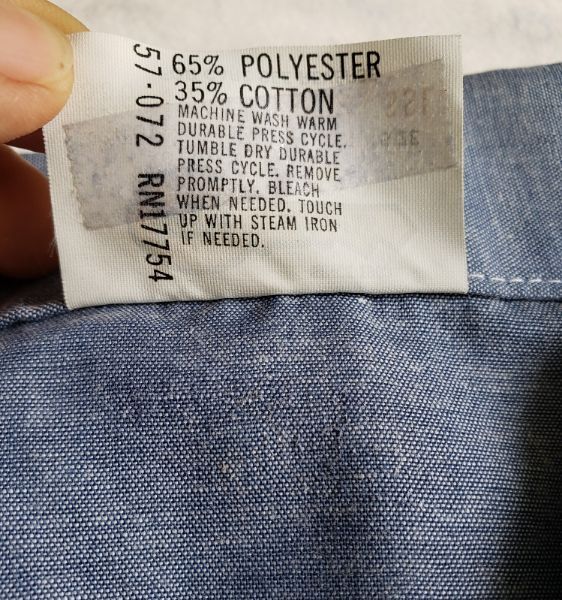 65% POLYESTER
35% COTTON
MACHINE WASH WARM
DURABLE PRESS CYCLE.
TUMBLE DRY DURABLE
PRESS CYCLE. REMOVE
PROMPTLY. BLEACH
WHEN NEEDED. TOUCH
UP WITH STEAM IRON
IF NEEDED.
57-072 RN17754